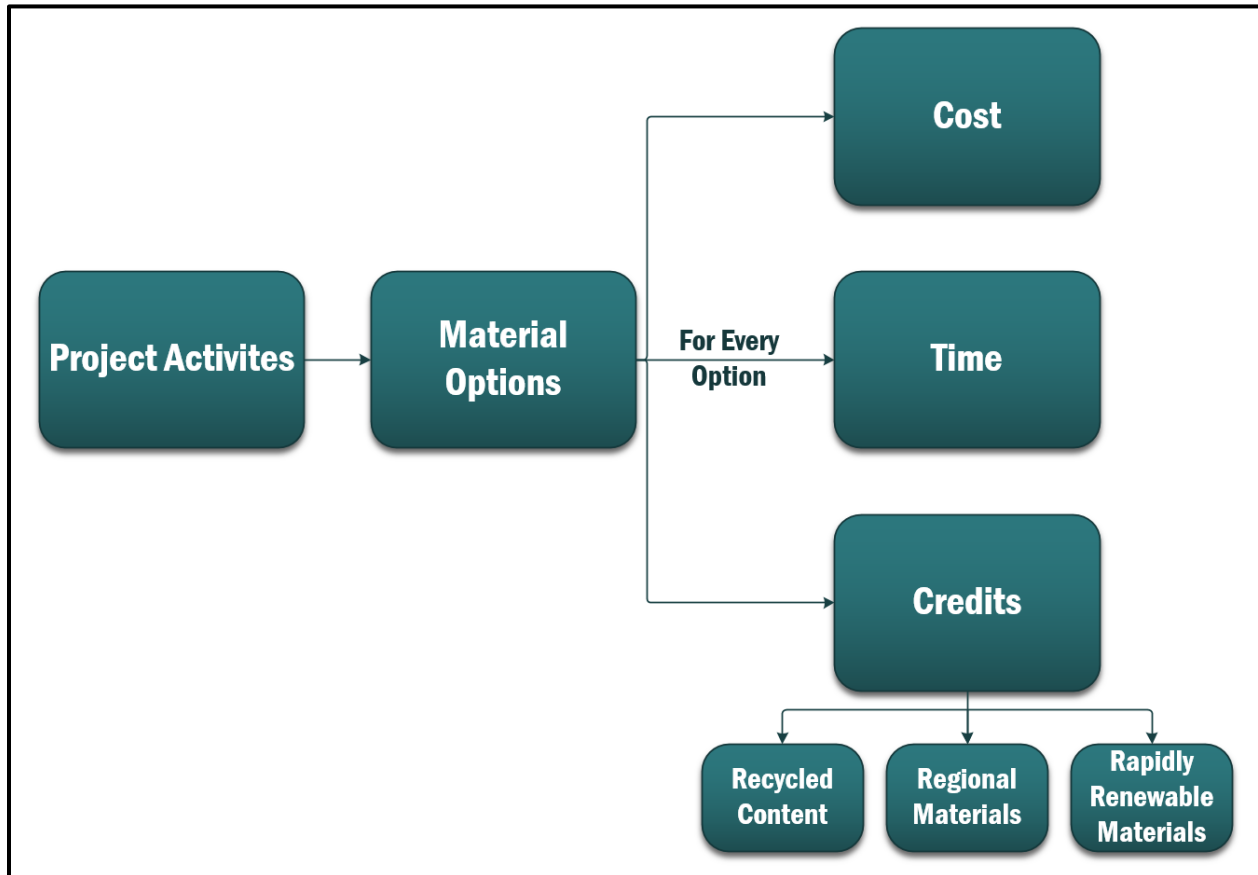 Cost
Project Activites
Material
Options
For Every
Option
Time
Credits
Recycled
Content
Regional
Materials
Rapidly
Renewable
Materials